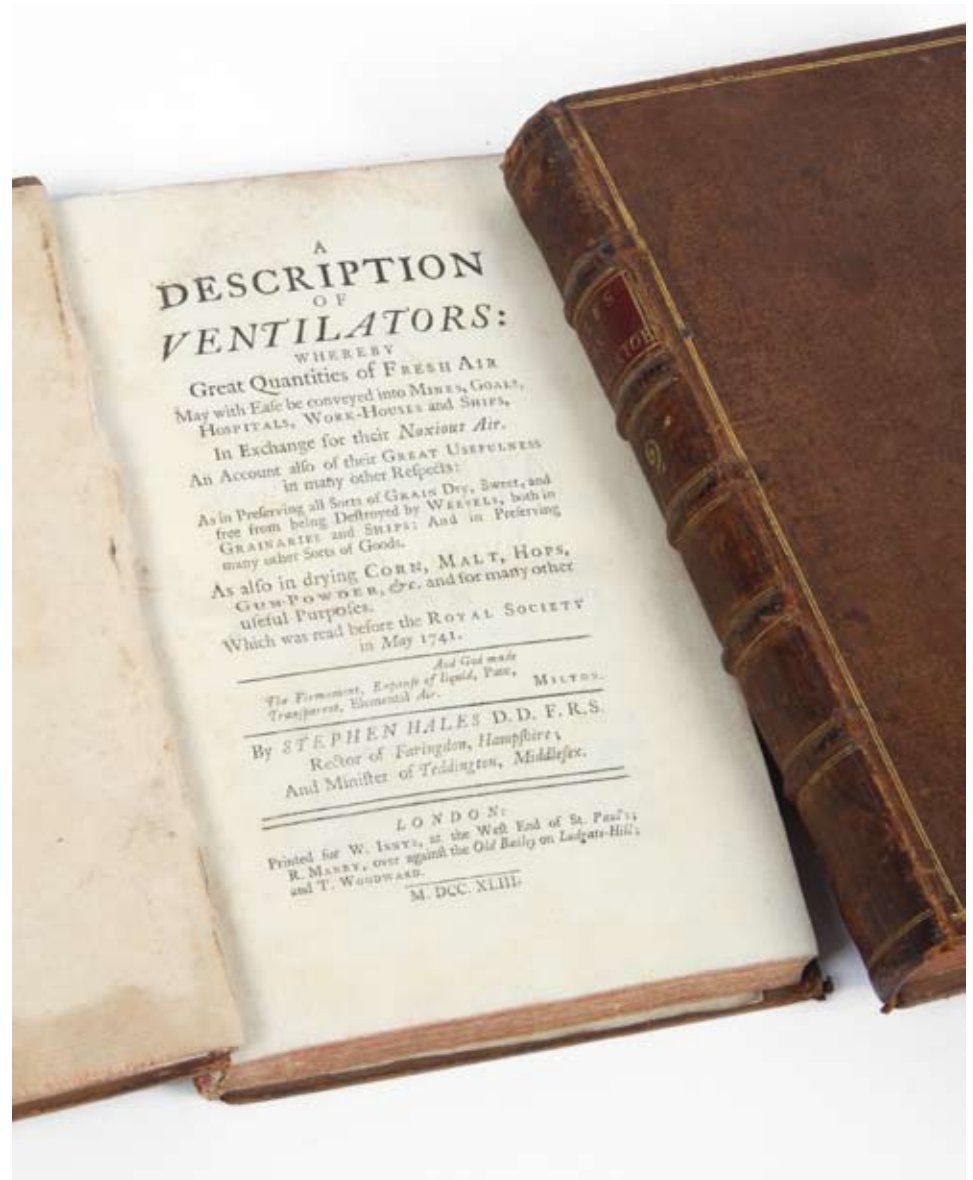 A
DESCRIPTION
OF
VENTILATORS:
WHEREBY
Great Quantities of FRESH AIR
May with Eaſe be conveyed into MINES, GOALS,
HOSPITALS, WORK-HOUSES and SHIPS,
In Exchange for their Noxious Air.
An Account alſo of their GREAT USEFULNESS
in many other Reſpects:
As in Preſerving all Sorts of GRAIN Dry, Sweet, and
free from being Deſtroyed by WEEVELS, both in
GRAINARIES and SHIPS: And in Preſerving
many other Sorts of Goods.
As alſo in drying CORN, MALT, HOPS,
GUN-POWDER, &c. and for many other
uſeful Purpoſes.
Which was read before the ROYAL SOCIETY
in May 1741.
And God made
The Firmament, Expanſe of liquid, Pure,
Tranſparent, Elemental Air.
MILTON.
By STEPHEN HALES D.D. F.R.S.
Rector of Faringdon, Hampſhire;
And Miniſter of Teddington, Middleſex.
LONDON:
Printed for W. INNYS, at the Weſt End of St. Paul's;
R. MANBY, over againſt the Old Bailey on Ludgate-Hill;
and T. WOODWARD.
M. DCC. XLIII.